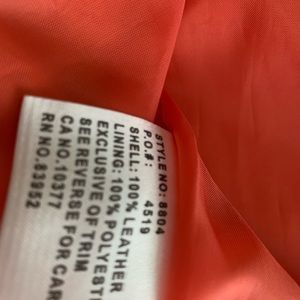 STYLE NO: 8804
P.O.#: 4519
SHELL: 100% LEATHER
LINING: 100% POLYEST
EXCLUSIVE OF TRIM
SEE REVERSE FOR CAR
CA NO. 10377
RN NO. 83952